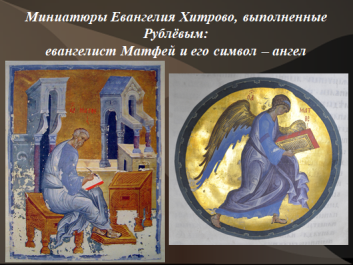 Миниатюры Евангелия Хитрово, выполненные
Рублёвым:
евангелист Матфей и его символ – ангел